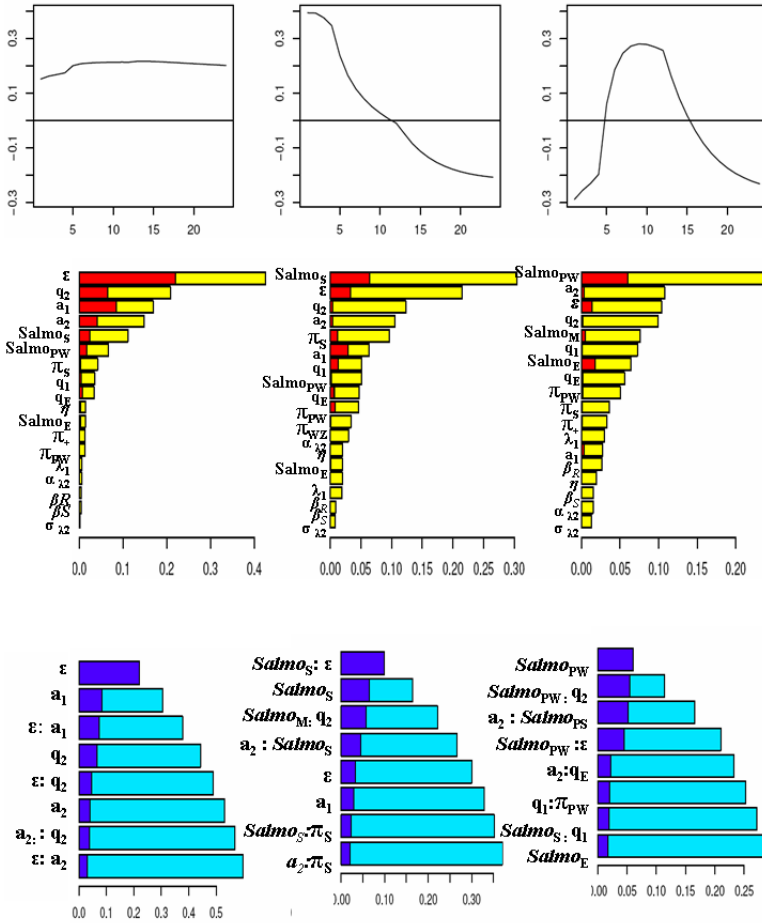 0.3
0.1
−0.1
−0.3
5 10 15 20
0.3
0.1
−0.1
−0.3
5 10 15 20
0.3
0.1
−0.1
−0.3
5 10 15 20
ε
q2
a1
a2
SalmoS
SalmoPW
πS
q1
qE
η
SalmoE
π+
πPW
λ1
αλ2
βR
βS
σλ2
0.0 0.1 0.2 0.3 0.4
SalmoS
ε
q2
a2
πS
a1
q1
SalmoPW
qE
πPW
πWZ
αλ2
η
SalmoE
λ1
βR
βS
σλ2
0.00 0.05 0.10 0.15 0.20 0.25 0.30
SalmoPW
a2
ε
q2
SalmoM
q1
SalmoE
qE
πPW
πS
π+
λ1
a1
βR
η
βS
αλ2
σλ2
0.00 0.05 0.10 0.15 0.20
ε
a1
ε: a1
q2
ε: q2
a2
a2: : q2
ε: a2
0.0 0.1 0.2 0.3 0.4 0.5
SalmoS: ε
SalmoS
SalmoM: q2
a2 : SalmoS
ε
a1
SalmoS:πS
a2:πS
0.00 0.10 0.20 0.30
SalmoPW
SalmoPW: q2
a2 : SalmoPS
SalmoPW :ε
a2:qE
q1:πPW
SalmoS: q1
SalmoE
0.00 0.05 0.10 0.15 0.20 0.25